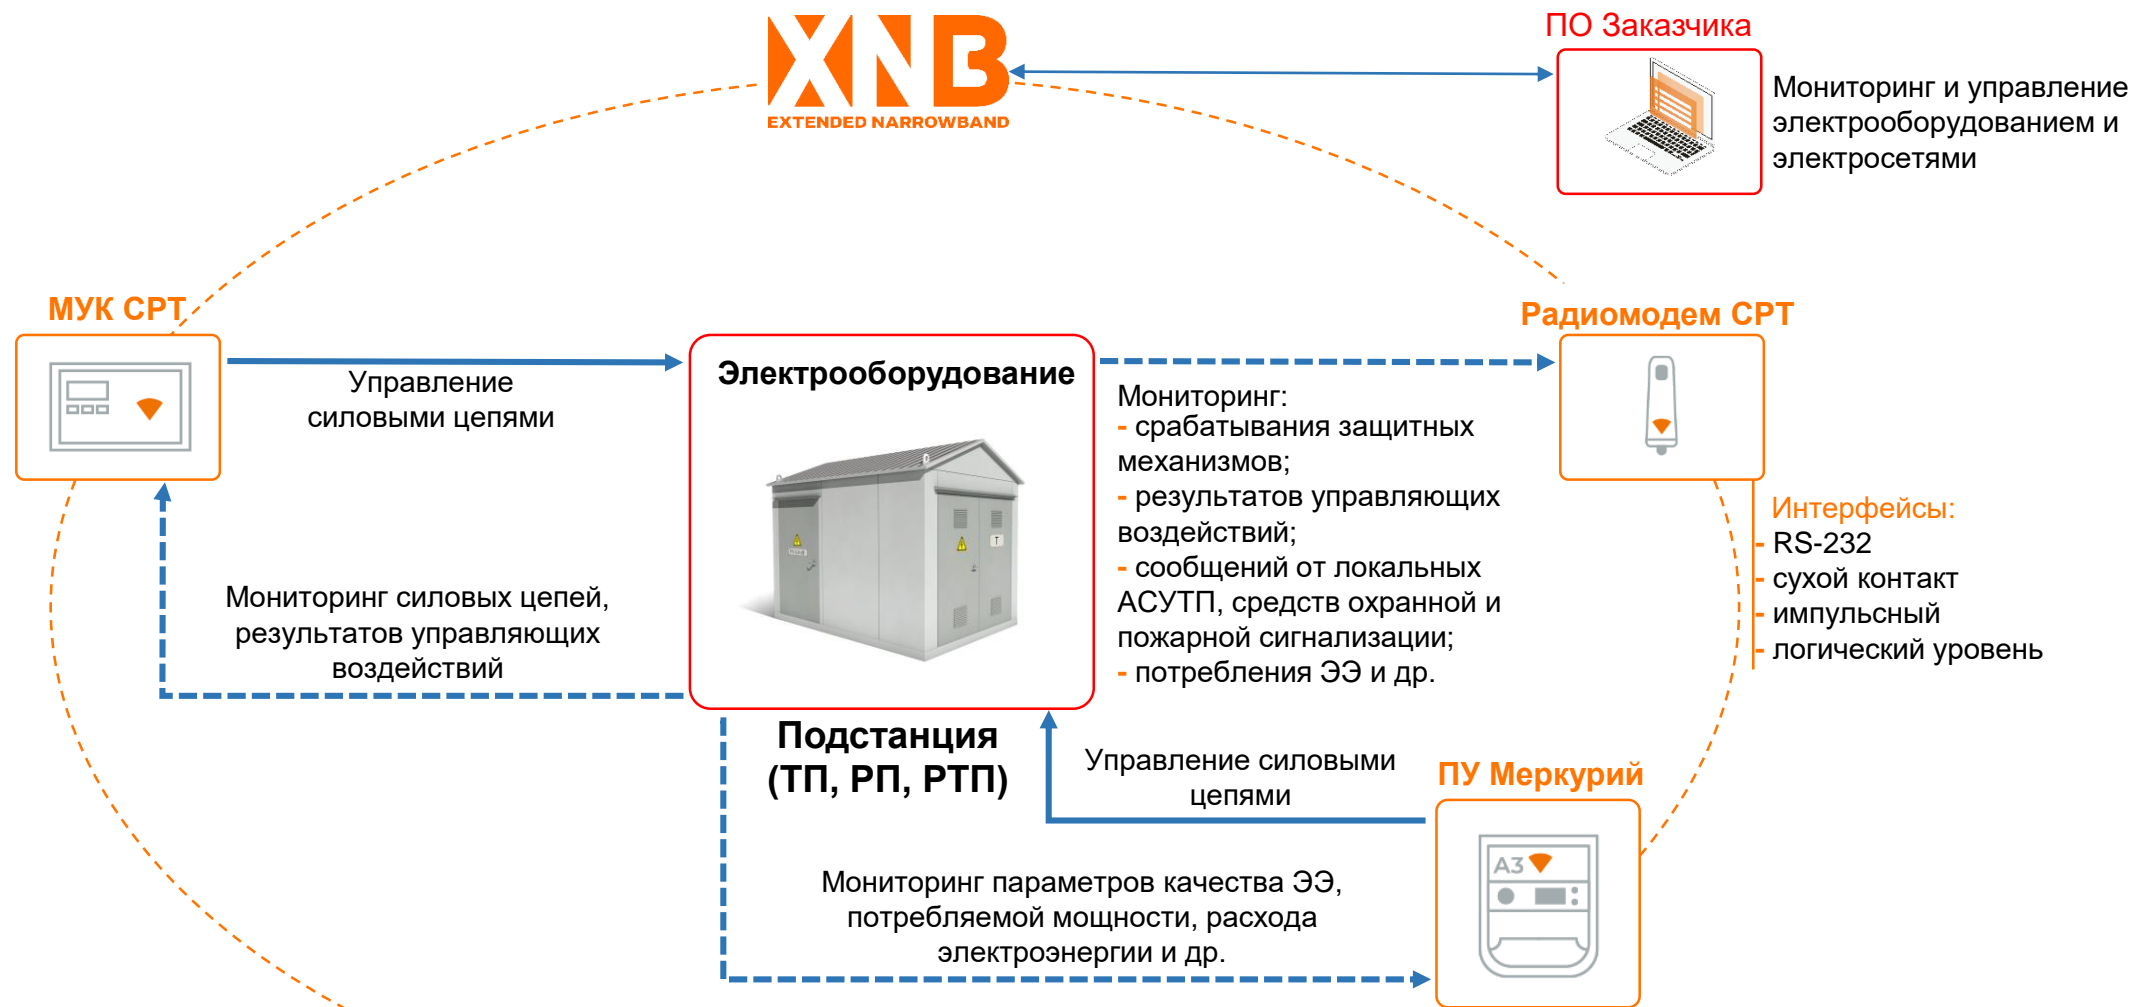 XNB
EXTENDED NARROWBAND
ПО Заказчика
Мониторинг и управление
электрооборудованием и
электросетями
МУК СРТ
Управление
силовыми цепями
Мониторинг силовых цепей,
результатов управляющих
воздействий
Электрооборудование
Т
Подстанция
(ТП, РП, РТП)
Мониторинг:
- срабатывания защитных
механизмов;
- результатов управляющих
воздействий;
- сообщений от локальных
АСУТП, средств охранной и
пожарной сигнализации;
- потребления ЭЭ и др.
Радиомодем СРТ
Интерфейсы:
- RS-232
- сухой контакт
- импульсный
- логический уровень
Управление силовыми
цепями
ПУ Меркурий
A3
Мониторинг параметров качества ЭЭ,
потребляемой мощности, расхода
электроэнергии и др.